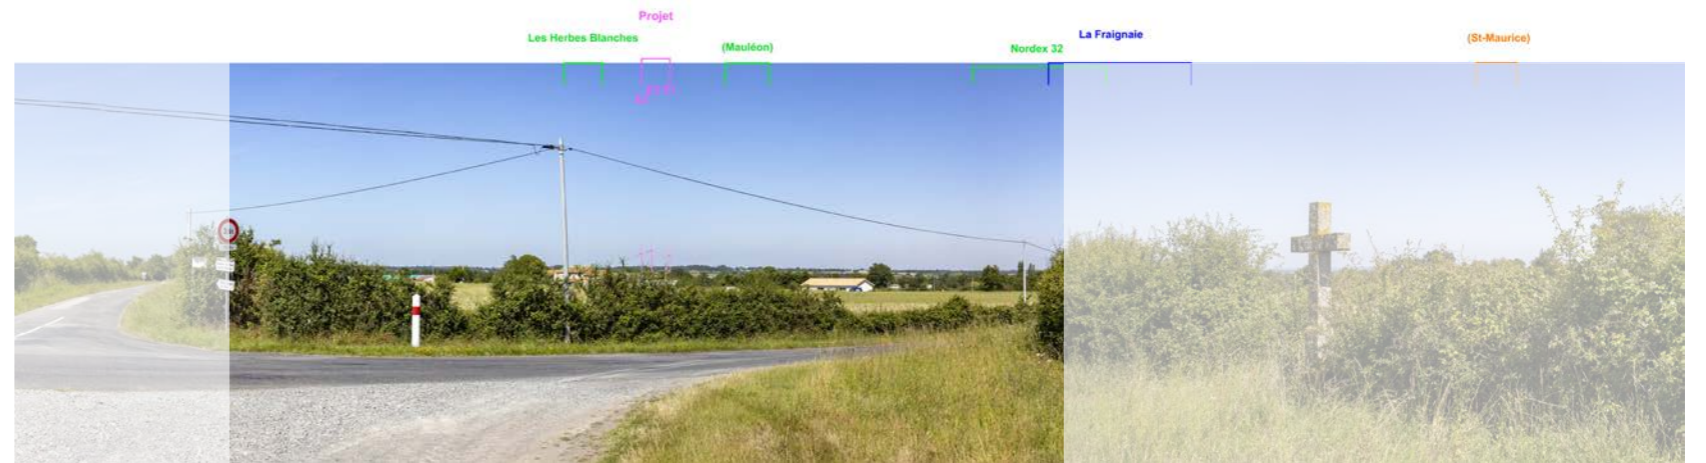 Projet
Les Herbes Blanches
(Mauléon)
Nordex 32
La Fraignaie
(St-Maurice)